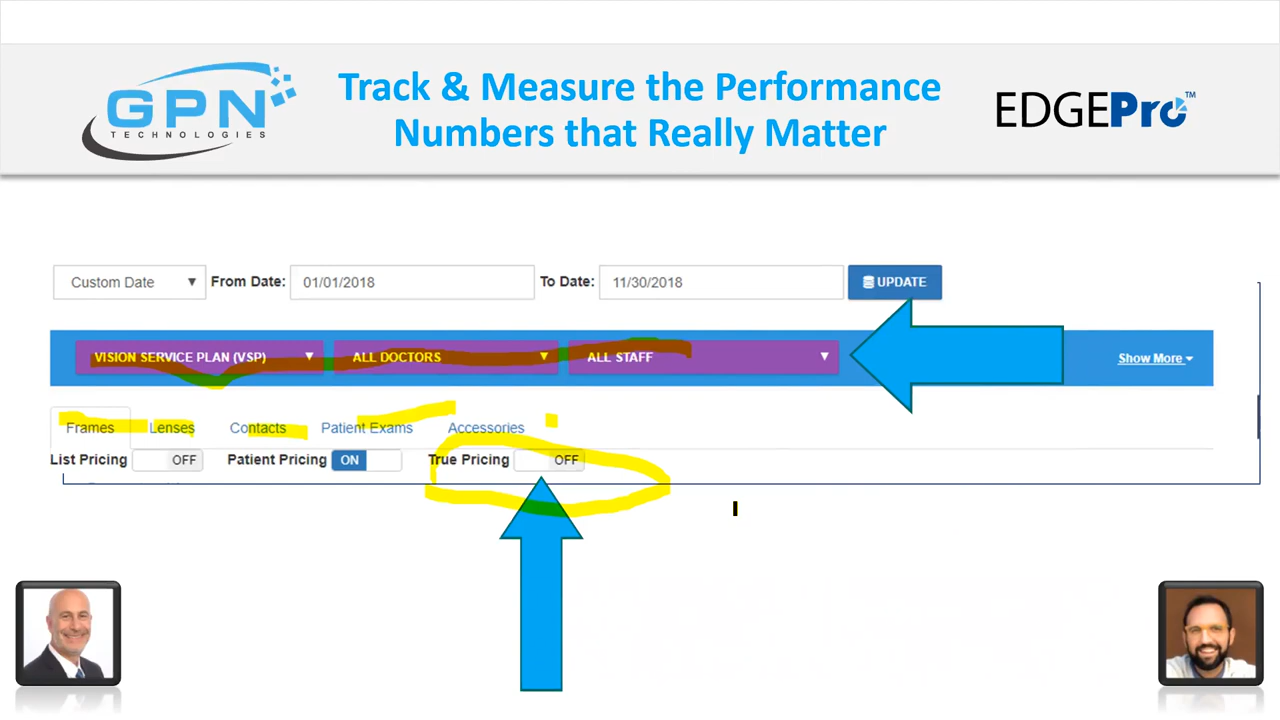 GPN
TECHNOLOGIES
Track & Measure the Performance
Numbers that Really Matter
EDGEPro™
Custom Date ▼ From Date: 01/01/2018 To Date: 11/30/2018 UPDATE
VISION SERVICE PLAN (VSP) ▼ ALL DOCTORS ▼ ALL STAFF ▼ Show More
Frames Lenses Contacts Patient Exams Accessories
List Pricing OFF Patient Pricing ON True Pricing OFF